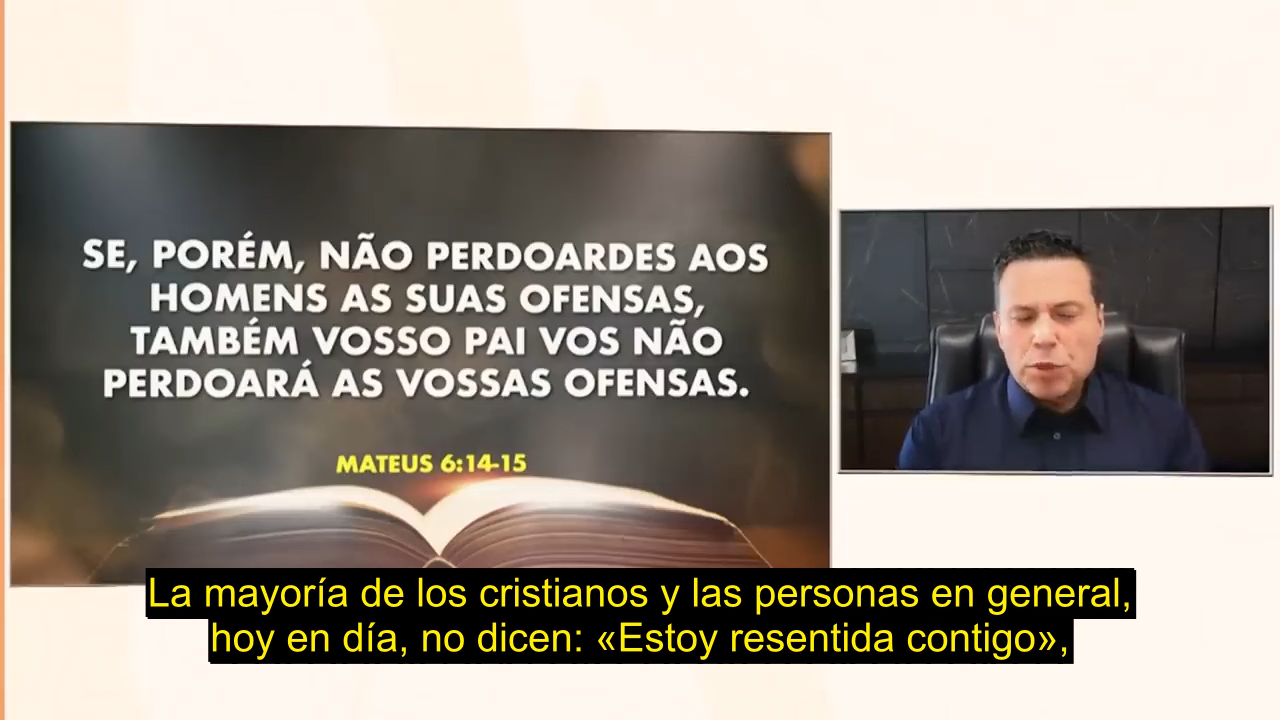 SE, PORÉM, NÃO PERDOARDES AOS
HOMENS AS SUAS OFENSAS,
TAMBÉM VOSSO PAI VOS NÃO
PERDOARÁ AS VOSSAS OFENSAS.
MATEUS 6:14-15
La mayoría de los cristianos y las personas en general,
hoy en día, no dicen: «Estoy resentida contigo»,